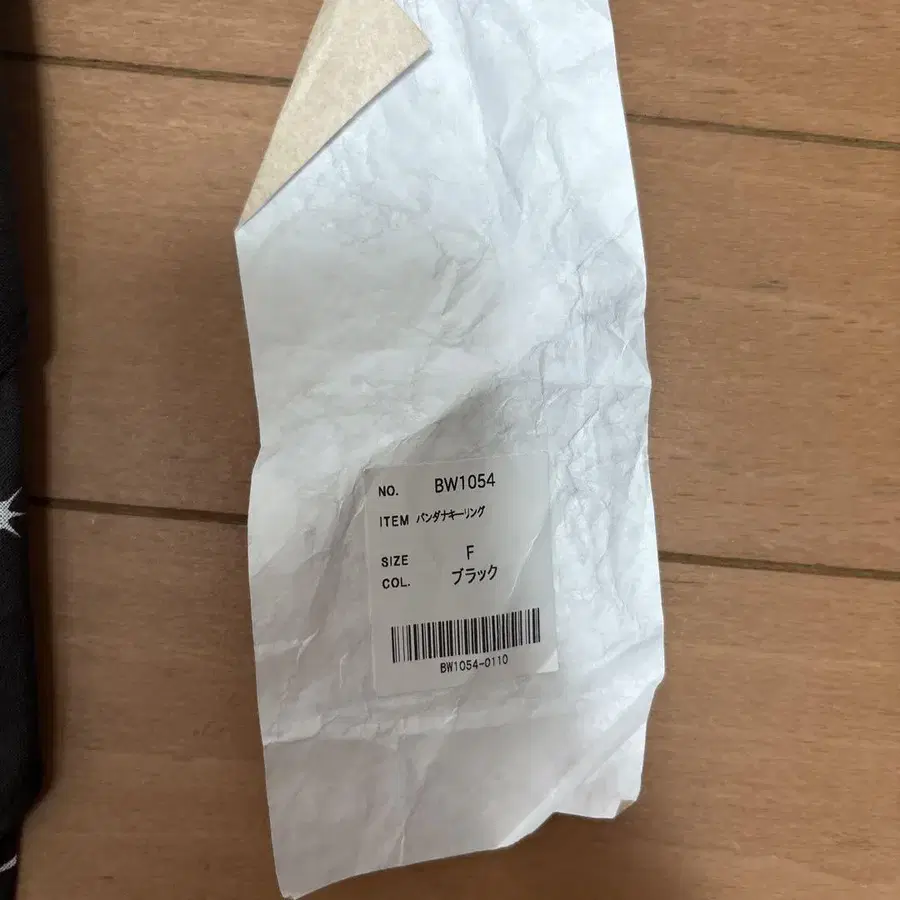 NO. BW1054
ITEM バンダナキーリング
SIZE F
COL. ブラック
BW1054-0110